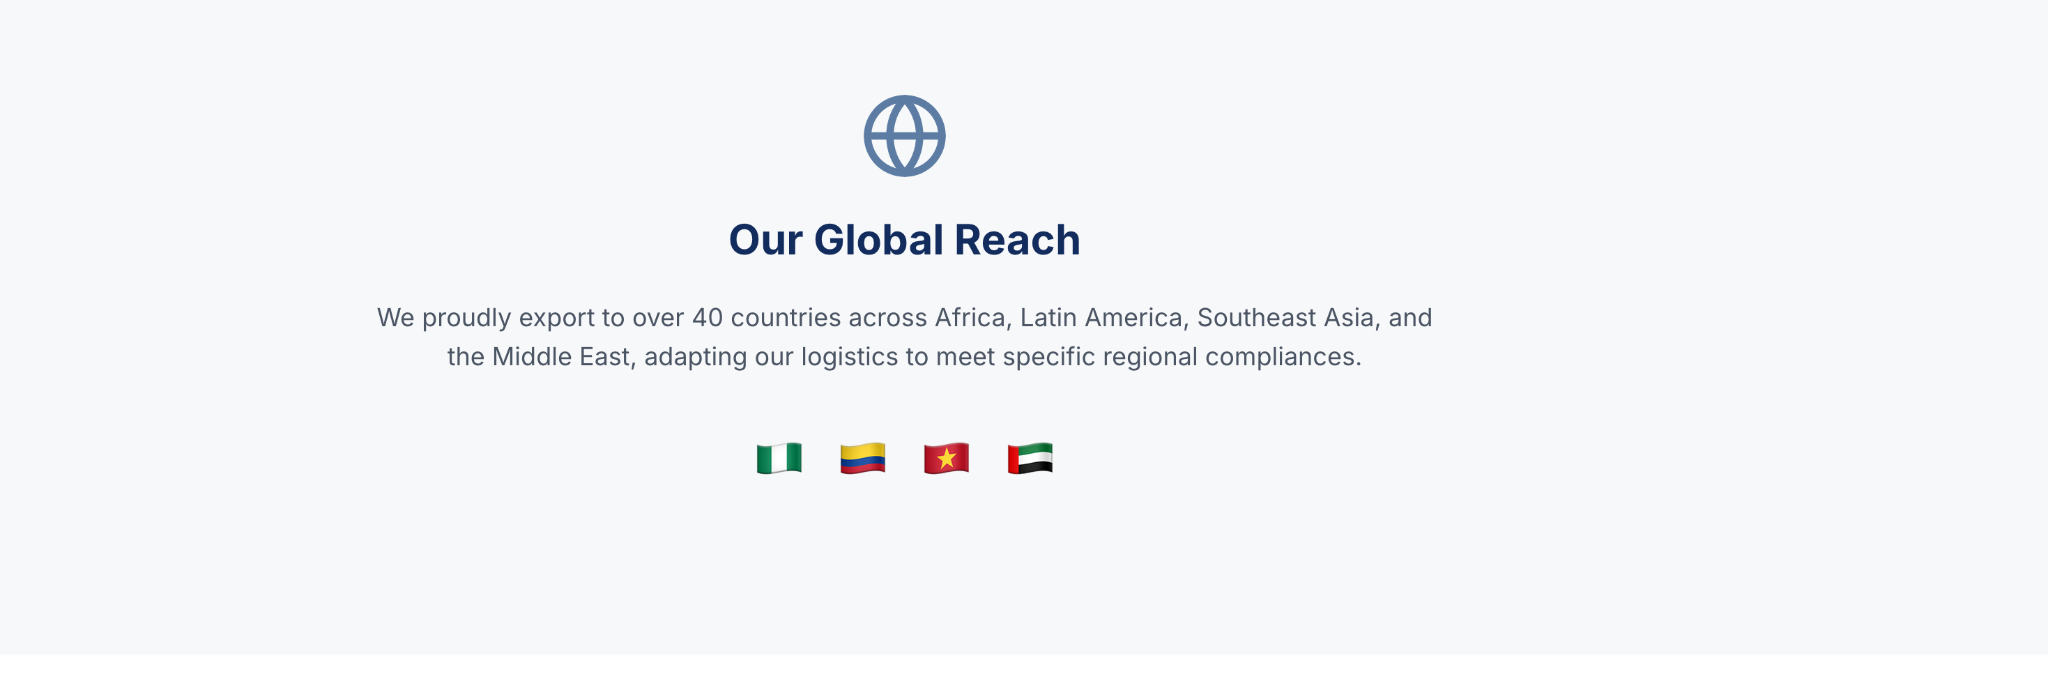 Our Global Reach
We proudly export to over 40 countries across Africa, Latin America, Southeast Asia, and
the Middle East, adapting our logistics to meet specific regional compliances.